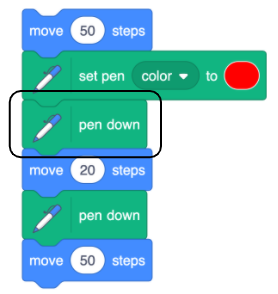 move 50 steps
set pen color to
pen down
move 20 steps
pen down
move 50 steps